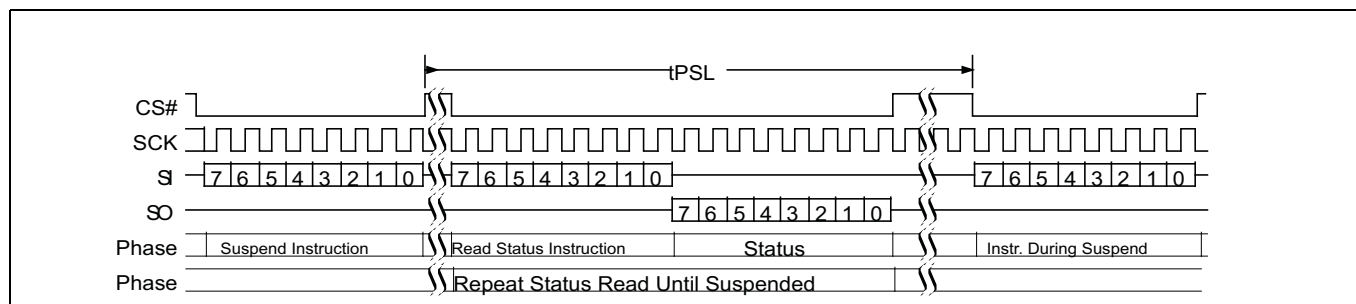 tPSL
CS#
SCK
SI 7 6 5 4 3 2 1 0 7 6 5 4 3 2 1 0 7 6 5 4 3 2 1 0
SO 7 6 5 4 3 2 1 0
Phase Suspend Instruction Read Status Instruction Status Instr. During Suspend
Phase Repeat Status Read Until Suspended